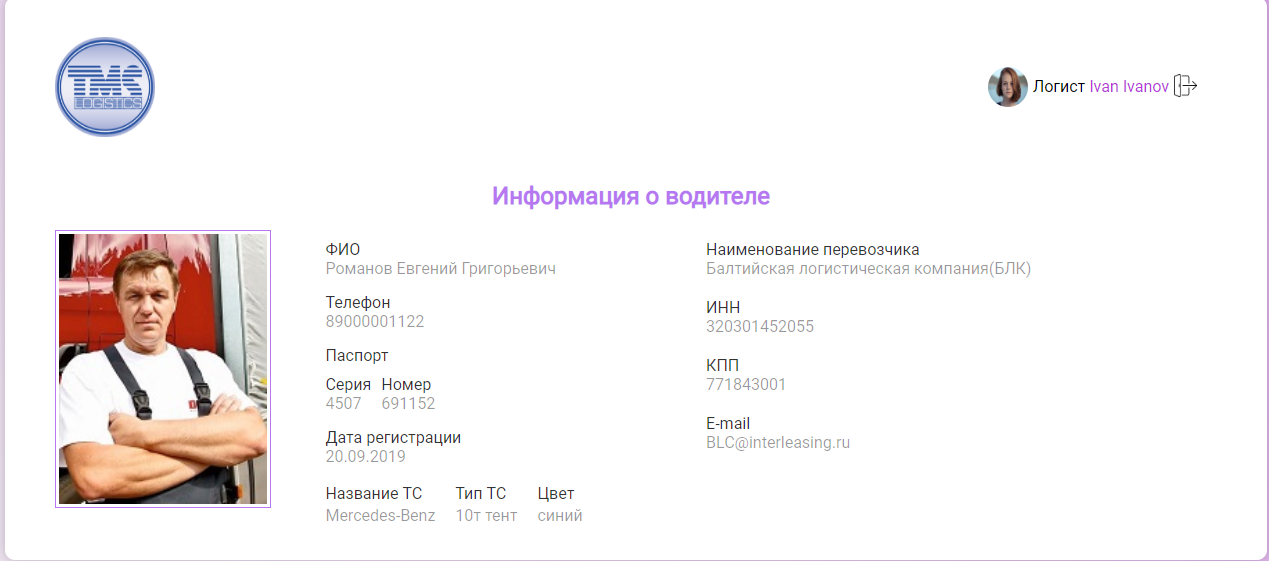 TMS
LOGISTICS
Логист Ivan Ivanov
Информация о водителе
ФИО
Романов Евгений Григорьевич
Телефон
89000001122
Паспорт
Серия Номер
4507 691152
Дата регистрации
20.09.2019
Название ТС Тип ТС Цвет
Mercedes-Benz 10т тент синий
Наименование перевозчика
Балтийская логистическая компания(БЛК)
ИНН
320301452055
КПП
771843001
E-mail
BLC@interleasing.ru